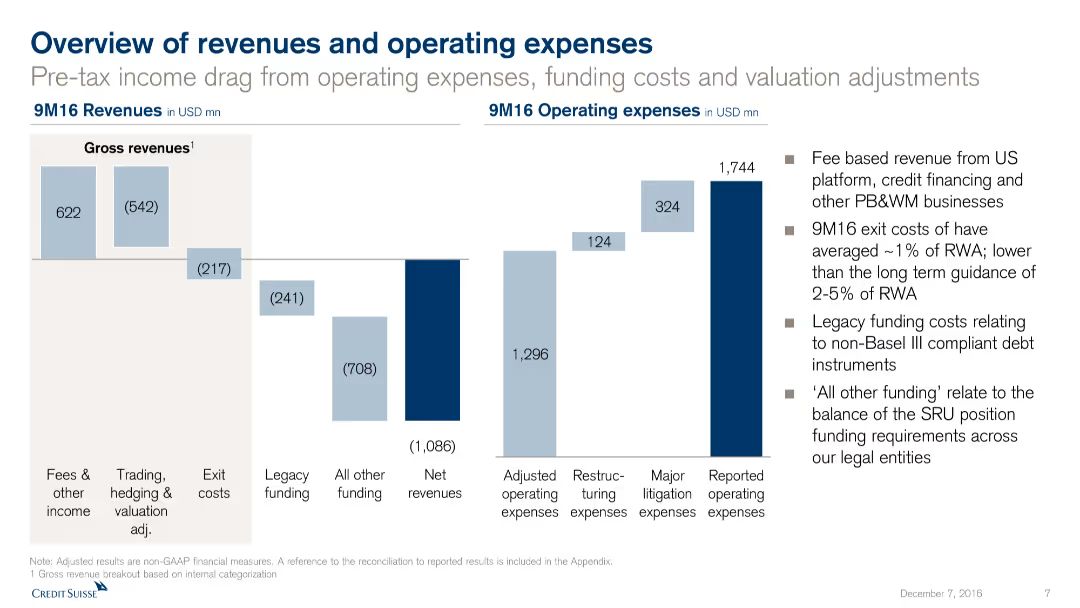 Overview of revenues and operating expenses
Pre-tax income drag from operating expenses, funding costs and valuation adjustments
9M16 Revenues in USD mn
Gross revenues1
622
(542)
(217)
(241)
(708)
(1,086)
Fees &
other
income
Trading,
hedging &
valuation
adj.
Exit
costs
Legacy
funding
All other
funding
Net
revenues
9M16 Operating expenses in USD mn
1,296
124
324
1,744
Adjusted
operating
expenses
Restruc-
turing
expenses
Major
litigation
expenses
Reported
operating
expenses
■ Fee based revenue from US
platform, credit financing and
other PB&WM businesses
■ 9M16 exit costs of have
averaged ~1% of RWA; lower
than the long term guidance of
2-5% of RWA
■ Legacy funding costs relating
to non-Basel III compliant debt
instruments
■ ‘All other funding’ relate to the
balance of the SRU position
funding requirements across
our legal entities
Note: Adjusted results are non-GAAP financial measures. A reference to the reconciliation to reported results is included in the Appendix.
1 Gross revenue breakout based on internal categorization
CREDIT SUISSE
December 7, 2016
7